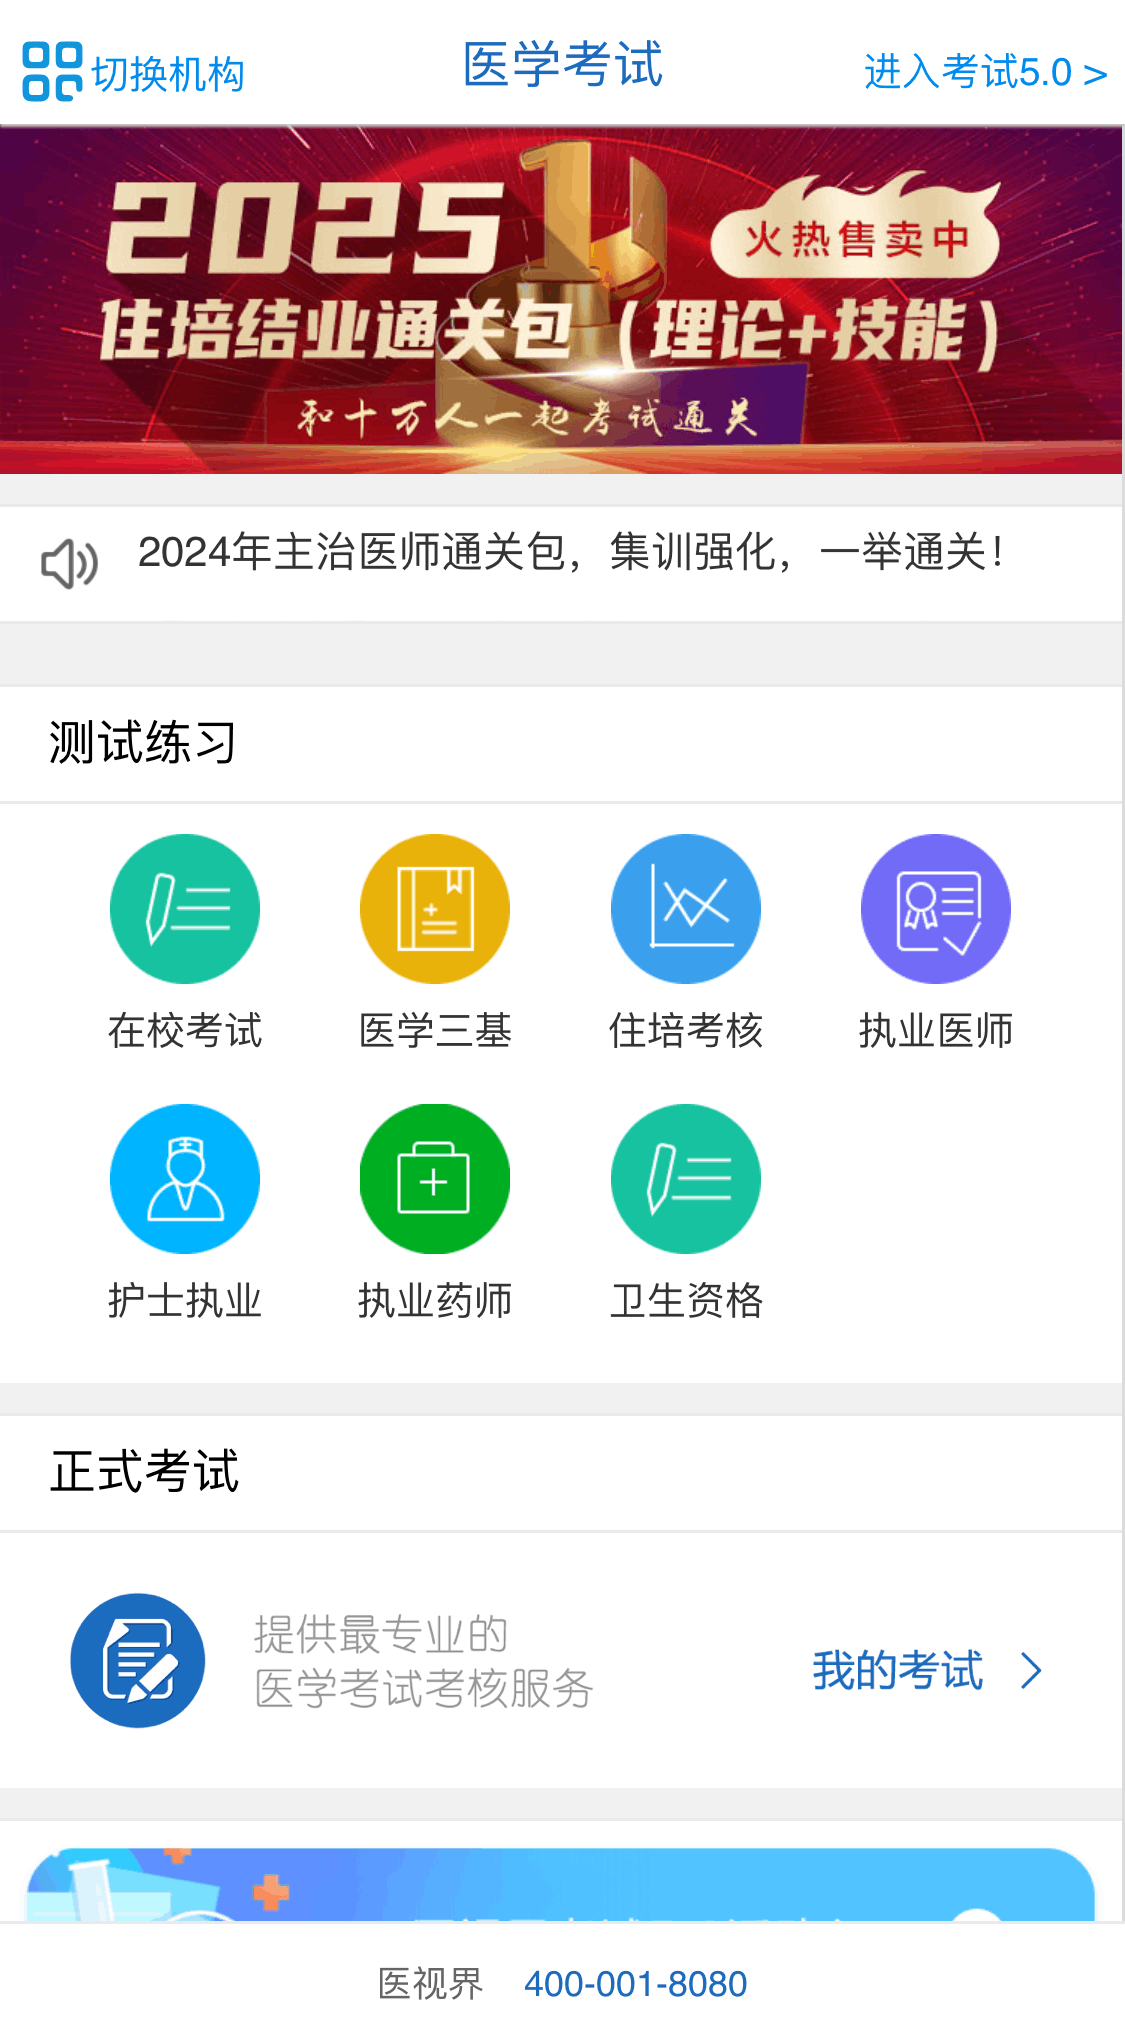 切换机构
医学考试
进入考试5.0 >
2025
火热售卖中
住培结业通关包（理论+技能）
和十万人一起考试通关
2024年主治医师通关包，集训强化，一举通关！
测试练习
在校考试
医学三基
住培考核
执业医师
护士执业
执业药师
卫生资格
正式考试
提供最专业的
医学考试考核服务
我的考试
医视界 400-001-8080